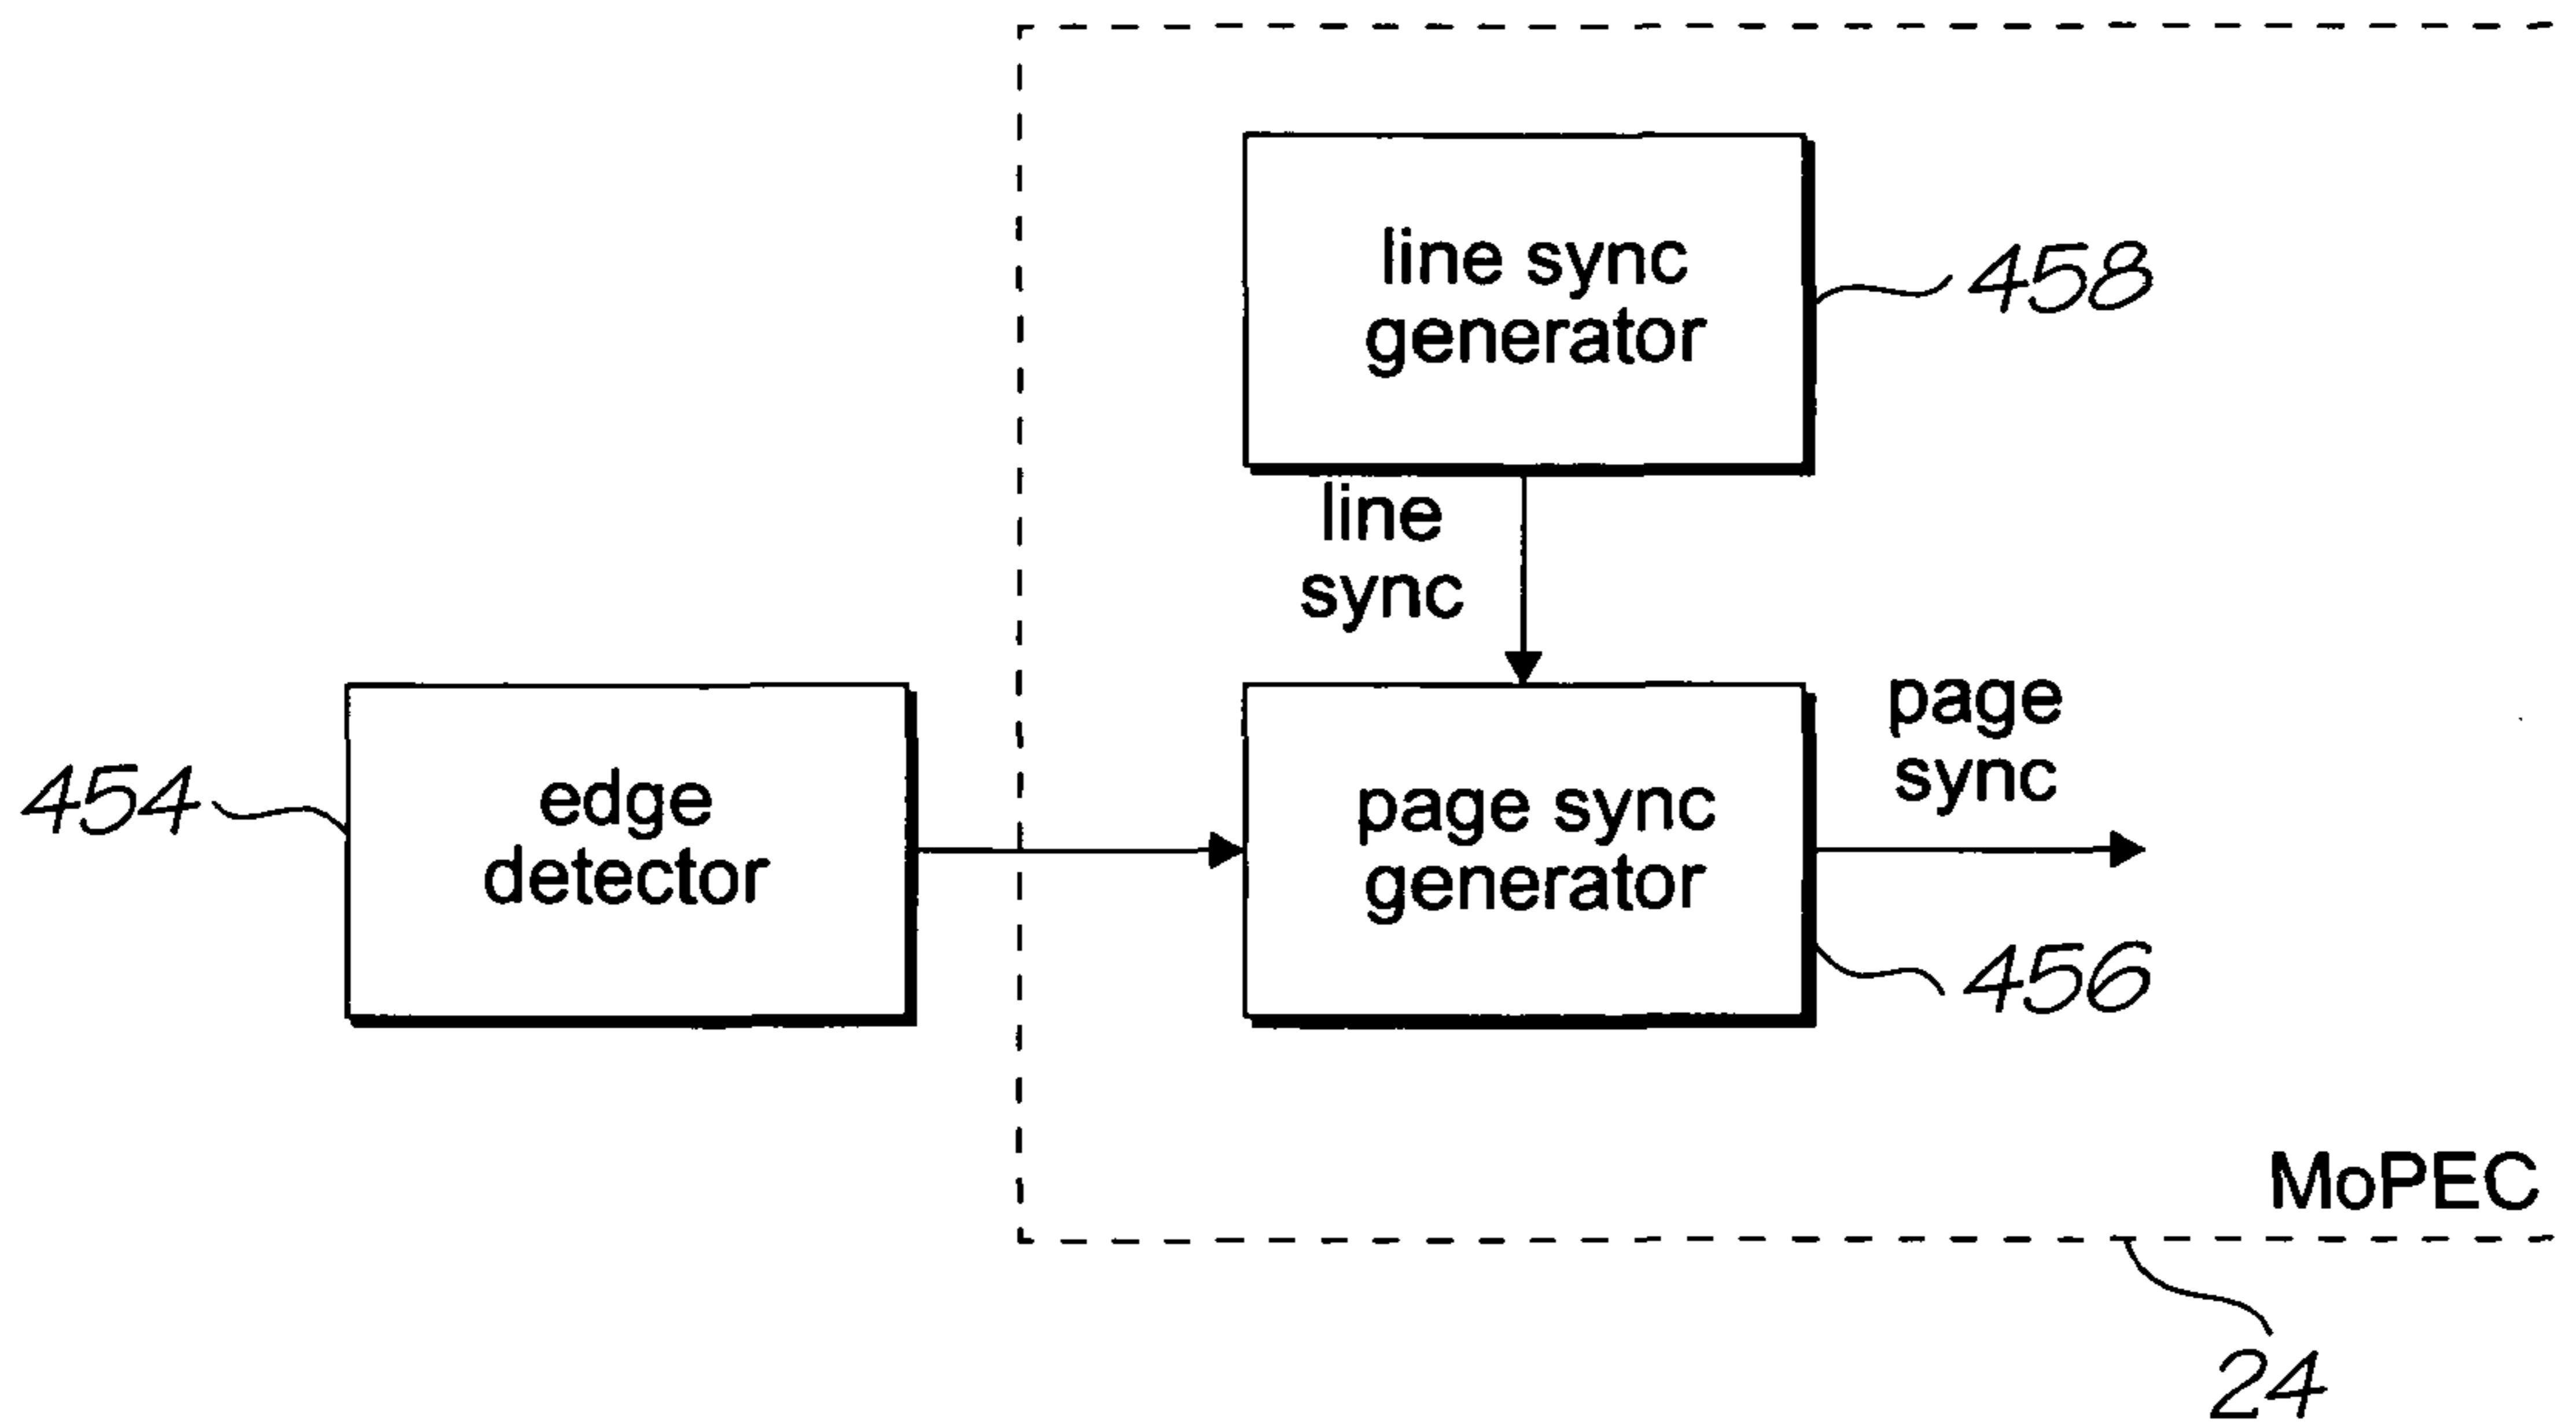 line sync
generator
458
line
sync
454
edge
detector
page sync
generator
page
sync
456
MoPEC
24